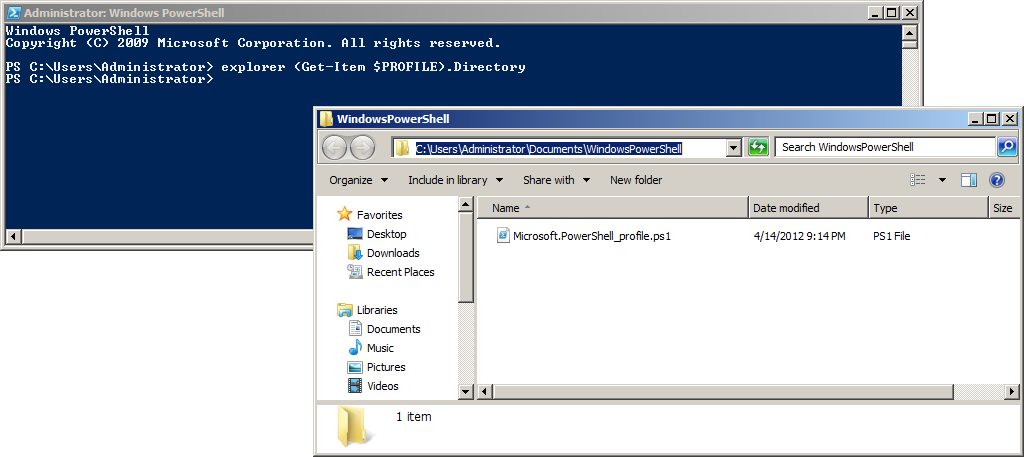 Administrator: Windows PowerShell
Windows PowerShell
Copyright (C) 2009 Microsoft Corporation. All rights reserved.
PS C:\Users\Administrator> explorer (Get-Item $PROFILE).Directory
PS C:\Users\Administrator>
WindowsPowerShell
C:\Users\Administrator\Documents\WindowsPowerShell
Search WindowsPowerShell
Organize Include in library Share with New folder
Favorites
Desktop
Downloads
Recent Places
Libraries
Documents
Music
Pictures
Videos
Name Date modified Type Size
Microsoft.PowerShell_profile.ps1 4/14/2012 9:14 PM PS1 File
1 item